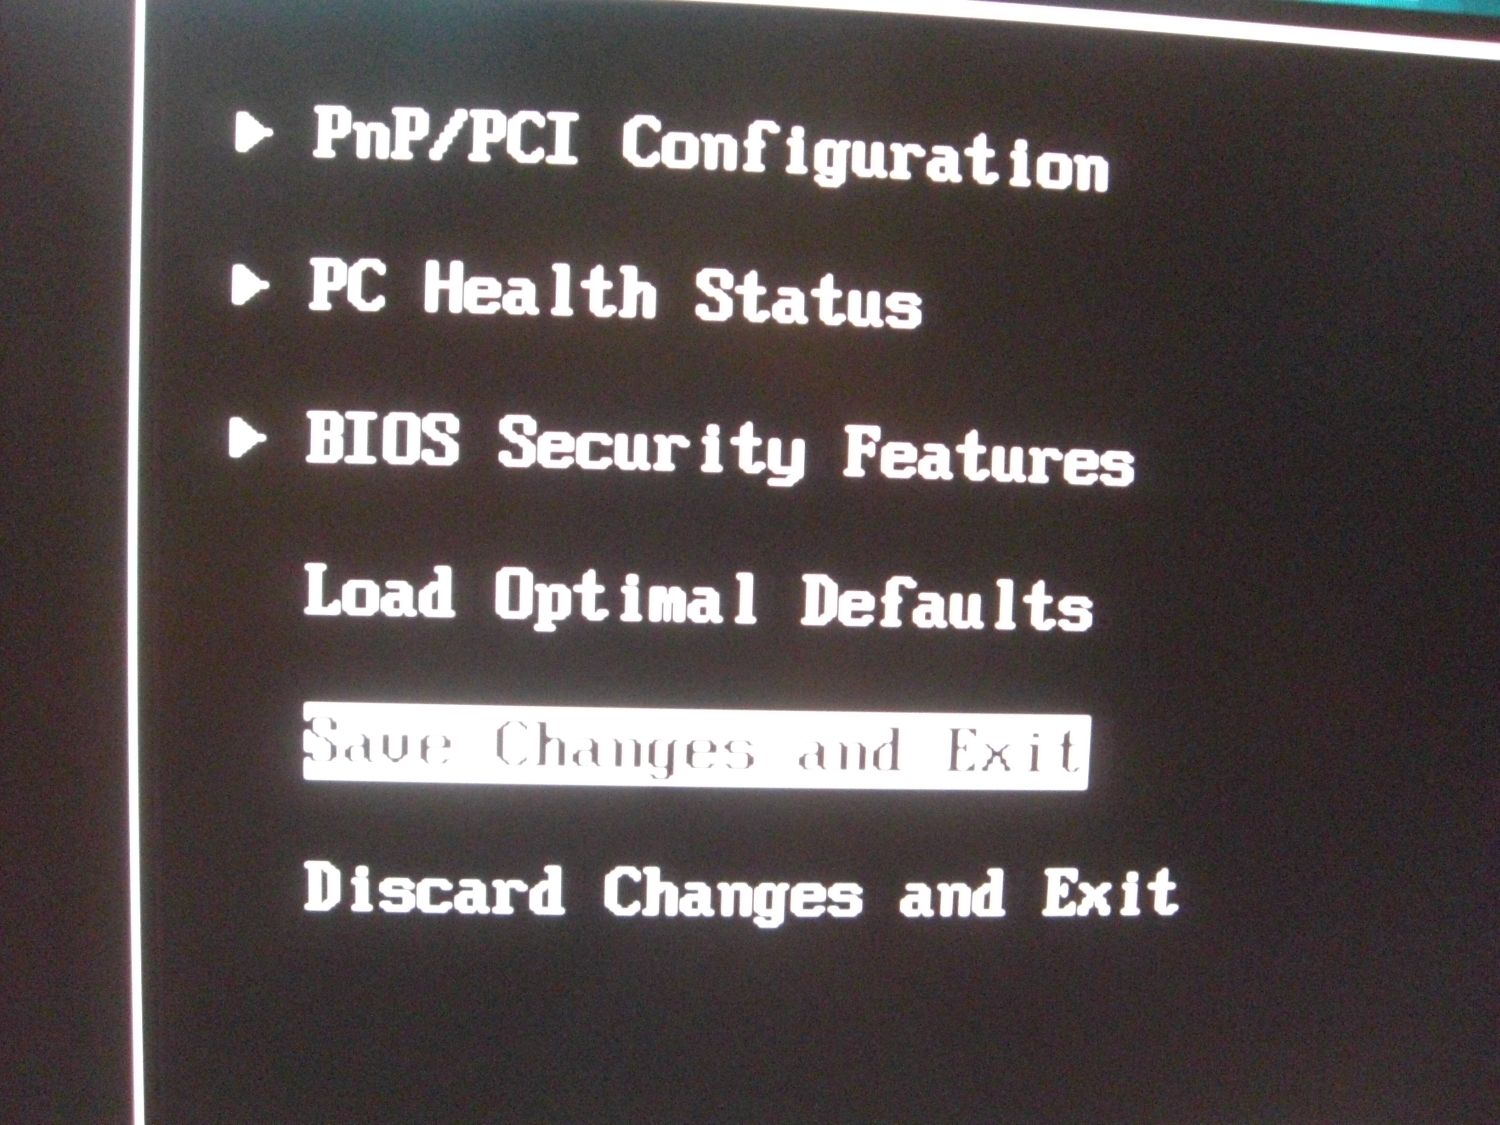 ▶ PnP/PCI Configuration
▶ PC Health Status
▶ BIOS Security Features
Load Optimal Defaults
Save Changes and Exit
Discard Changes and Exit